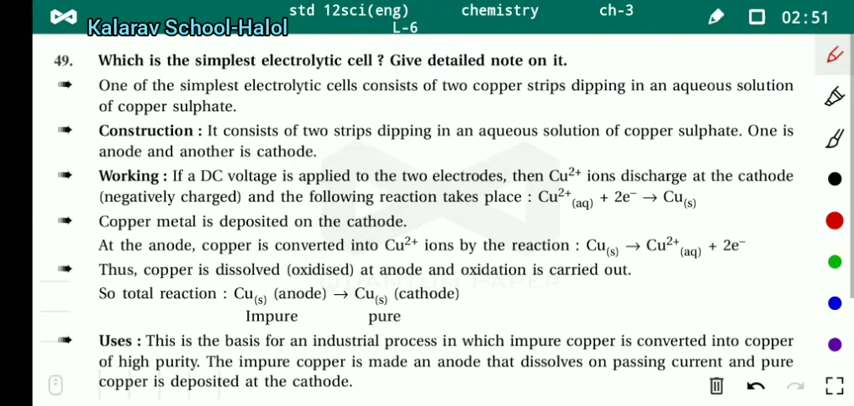 std 12sci(eng) chemistry ch-3 02:51
Kalarav School-Halol L-6
49. Which is the simplest electrolytic cell ? Give detailed note on it.
One of the simplest electrolytic cells consists of two copper strips dipping in an aqueous solution
of copper sulphate.
Construction : It consists of two strips dipping in an aqueous solution of copper sulphate. One is
anode and another is cathode.
Working : If a DC voltage is applied to the two electrodes, then Cu²⁺ ions discharge at the cathode
(negatively charged) and the following reaction takes place : Cu²⁺(aq) + 2e⁻ → Cu(s)
Copper metal is deposited on the cathode.
At the anode, copper is converted into Cu²⁺ ions by the reaction : Cu(s) → Cu²⁺(aq) + 2e⁻
Thus, copper is dissolved (oxidised) at anode and oxidation is carried out.
So total reaction : Cu(s) (anode) → Cu(s) (cathode)
Impure pure
Uses : This is the basis for an industrial process in which impure copper is converted into copper
of high purity. The impure copper is made an anode that dissolves on passing current and pure
copper is deposited at the cathode.